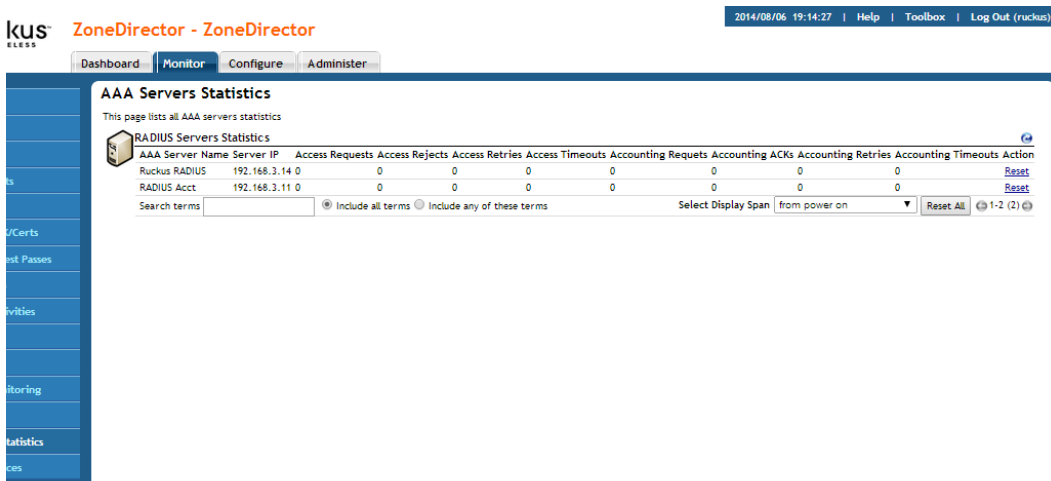 2014/08/06 19:14:27 | Help | Toolbox | Log Out (ruckus)
kus
ELESS
ZoneDirector - ZoneDirector
Dashboard Monitor Configure Administer
AAA Servers Statistics
This page lists all AAA servers statistics
RADIUS Servers Statistics
AAA Server Name Server IP Access Requests Access Rejects Access Retries Access Timeouts Accounting Requets Accounting ACKs Accounting Retries Accounting Timeouts Action
Ruckus RADIUS 192.168.3.14 0 0 0 0 0 0 0 0 Reset
RADIUS Acct 192.168.3.11 0 0 0 0 0 0 0 0 Reset
Search terms Include all terms Include any of these terms Select Display Span from power on Reset All 1-2 (2)
ts
/Certs
est Passes
ivities
itoring
tatistics
ces